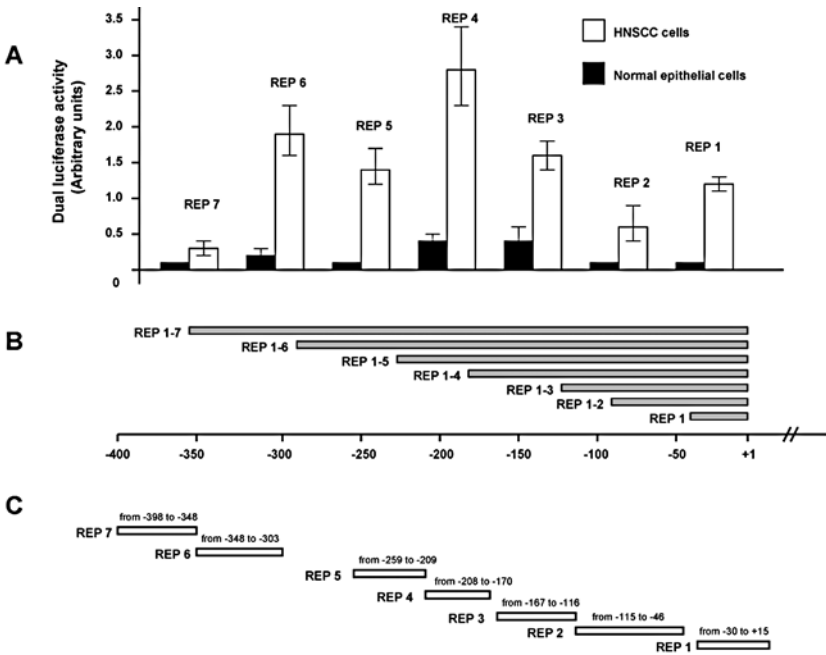 A
Dual luciferase activity
(Arbitrary units)
3.5
3.0
2.5
2.0
1.5
1.0
0.5
0
REP 7
REP 6
REP 5
REP 4
REP 3
REP 2
REP 1
HNSCC cells
Normal epithelial cells
B
REP 1-7
REP 1-6
REP 1-5
REP 1-4
REP 1-3
REP 1-2
REP 1
-400 -350 -300 -250 -200 -150 -100 -50 +1
C
REP 7 from -398 to -348
REP 6 from -348 to -303
REP 5 from -259 to -209
REP 4 from -208 to -170
REP 3 from -167 to -116
REP 2 from -115 to -46
REP 1 from -30 to +15